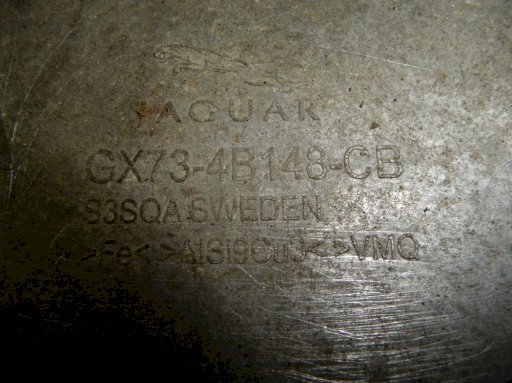 JAGUAR
GX73-4B148-CB
S3SQA SWEDEN
>Fe< >AlSi9Cu3< >VMQ